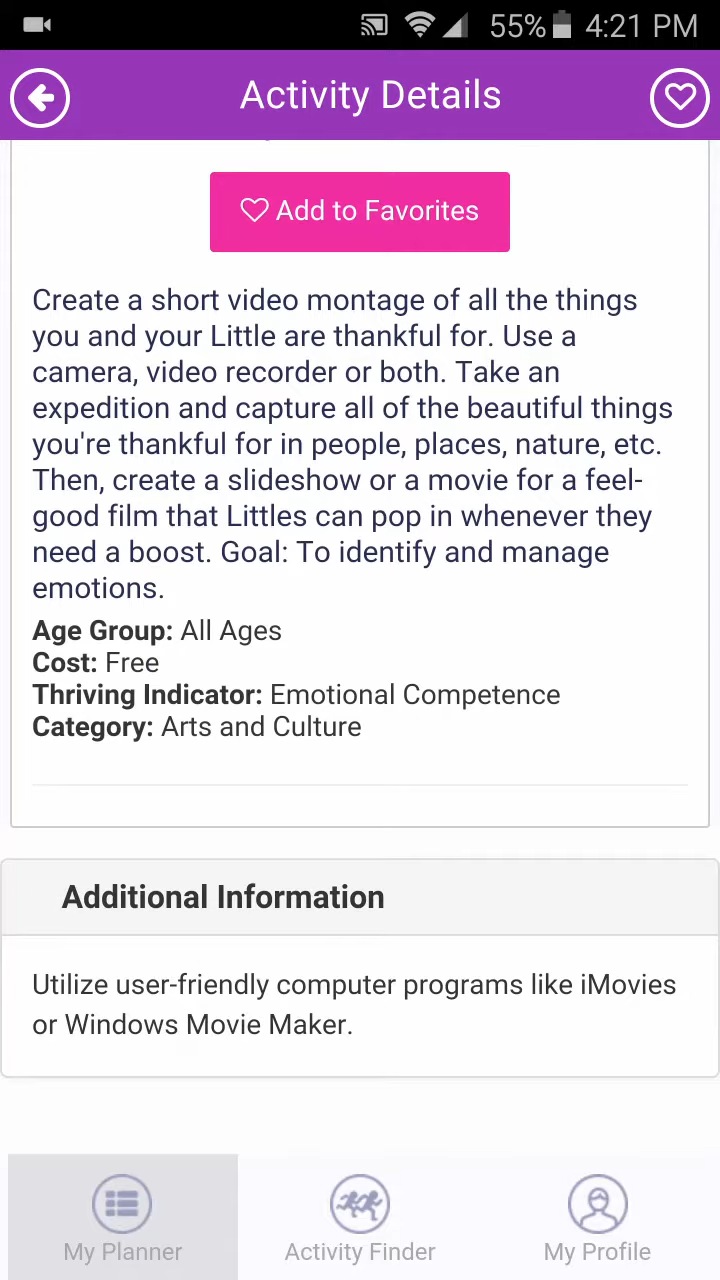 55% 4:21 PM
Activity Details
Add to Favorites
Create a short video montage of all the things
you and your Little are thankful for. Use a
camera, video recorder or both. Take an
expedition and capture all of the beautiful things
you're thankful for in people, places, nature, etc.
Then, create a slideshow or a movie for a feel-
good film that Littles can pop in whenever they
need a boost. Goal: To identify and manage
emotions.
Age Group: All Ages
Cost: Free
Thriving Indicator: Emotional Competence
Category: Arts and Culture
Additional Information
Utilize user-friendly computer programs like iMovies
or Windows Movie Maker.
My Planner Activity Finder My Profile